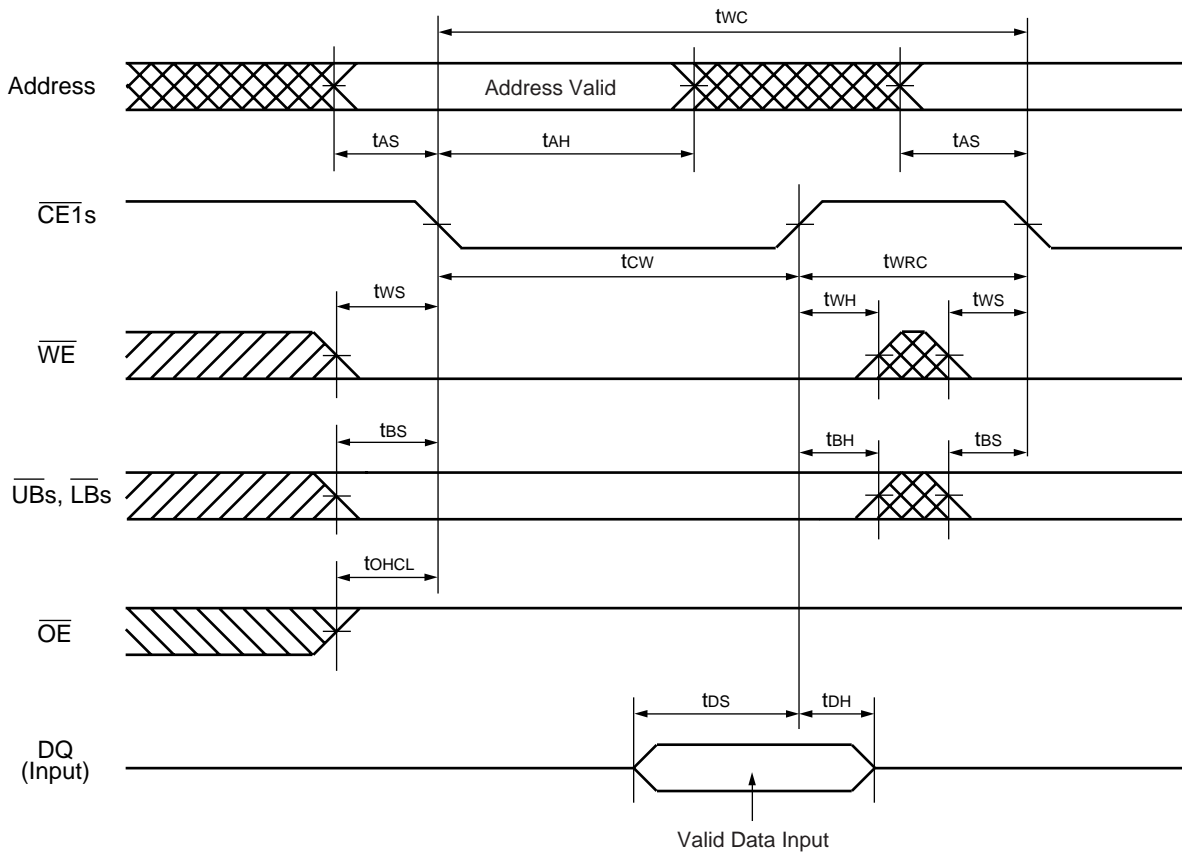 tWC
Address
Address Valid
tAS
tAH
tAS
CE1s
tCW
tWRC
tWS
tWH
tWS
WE
tBS
tBH
tBS
UBs, LBs
tOHCL
OE
tDS
tDH
DQ
(Input)
Valid Data Input